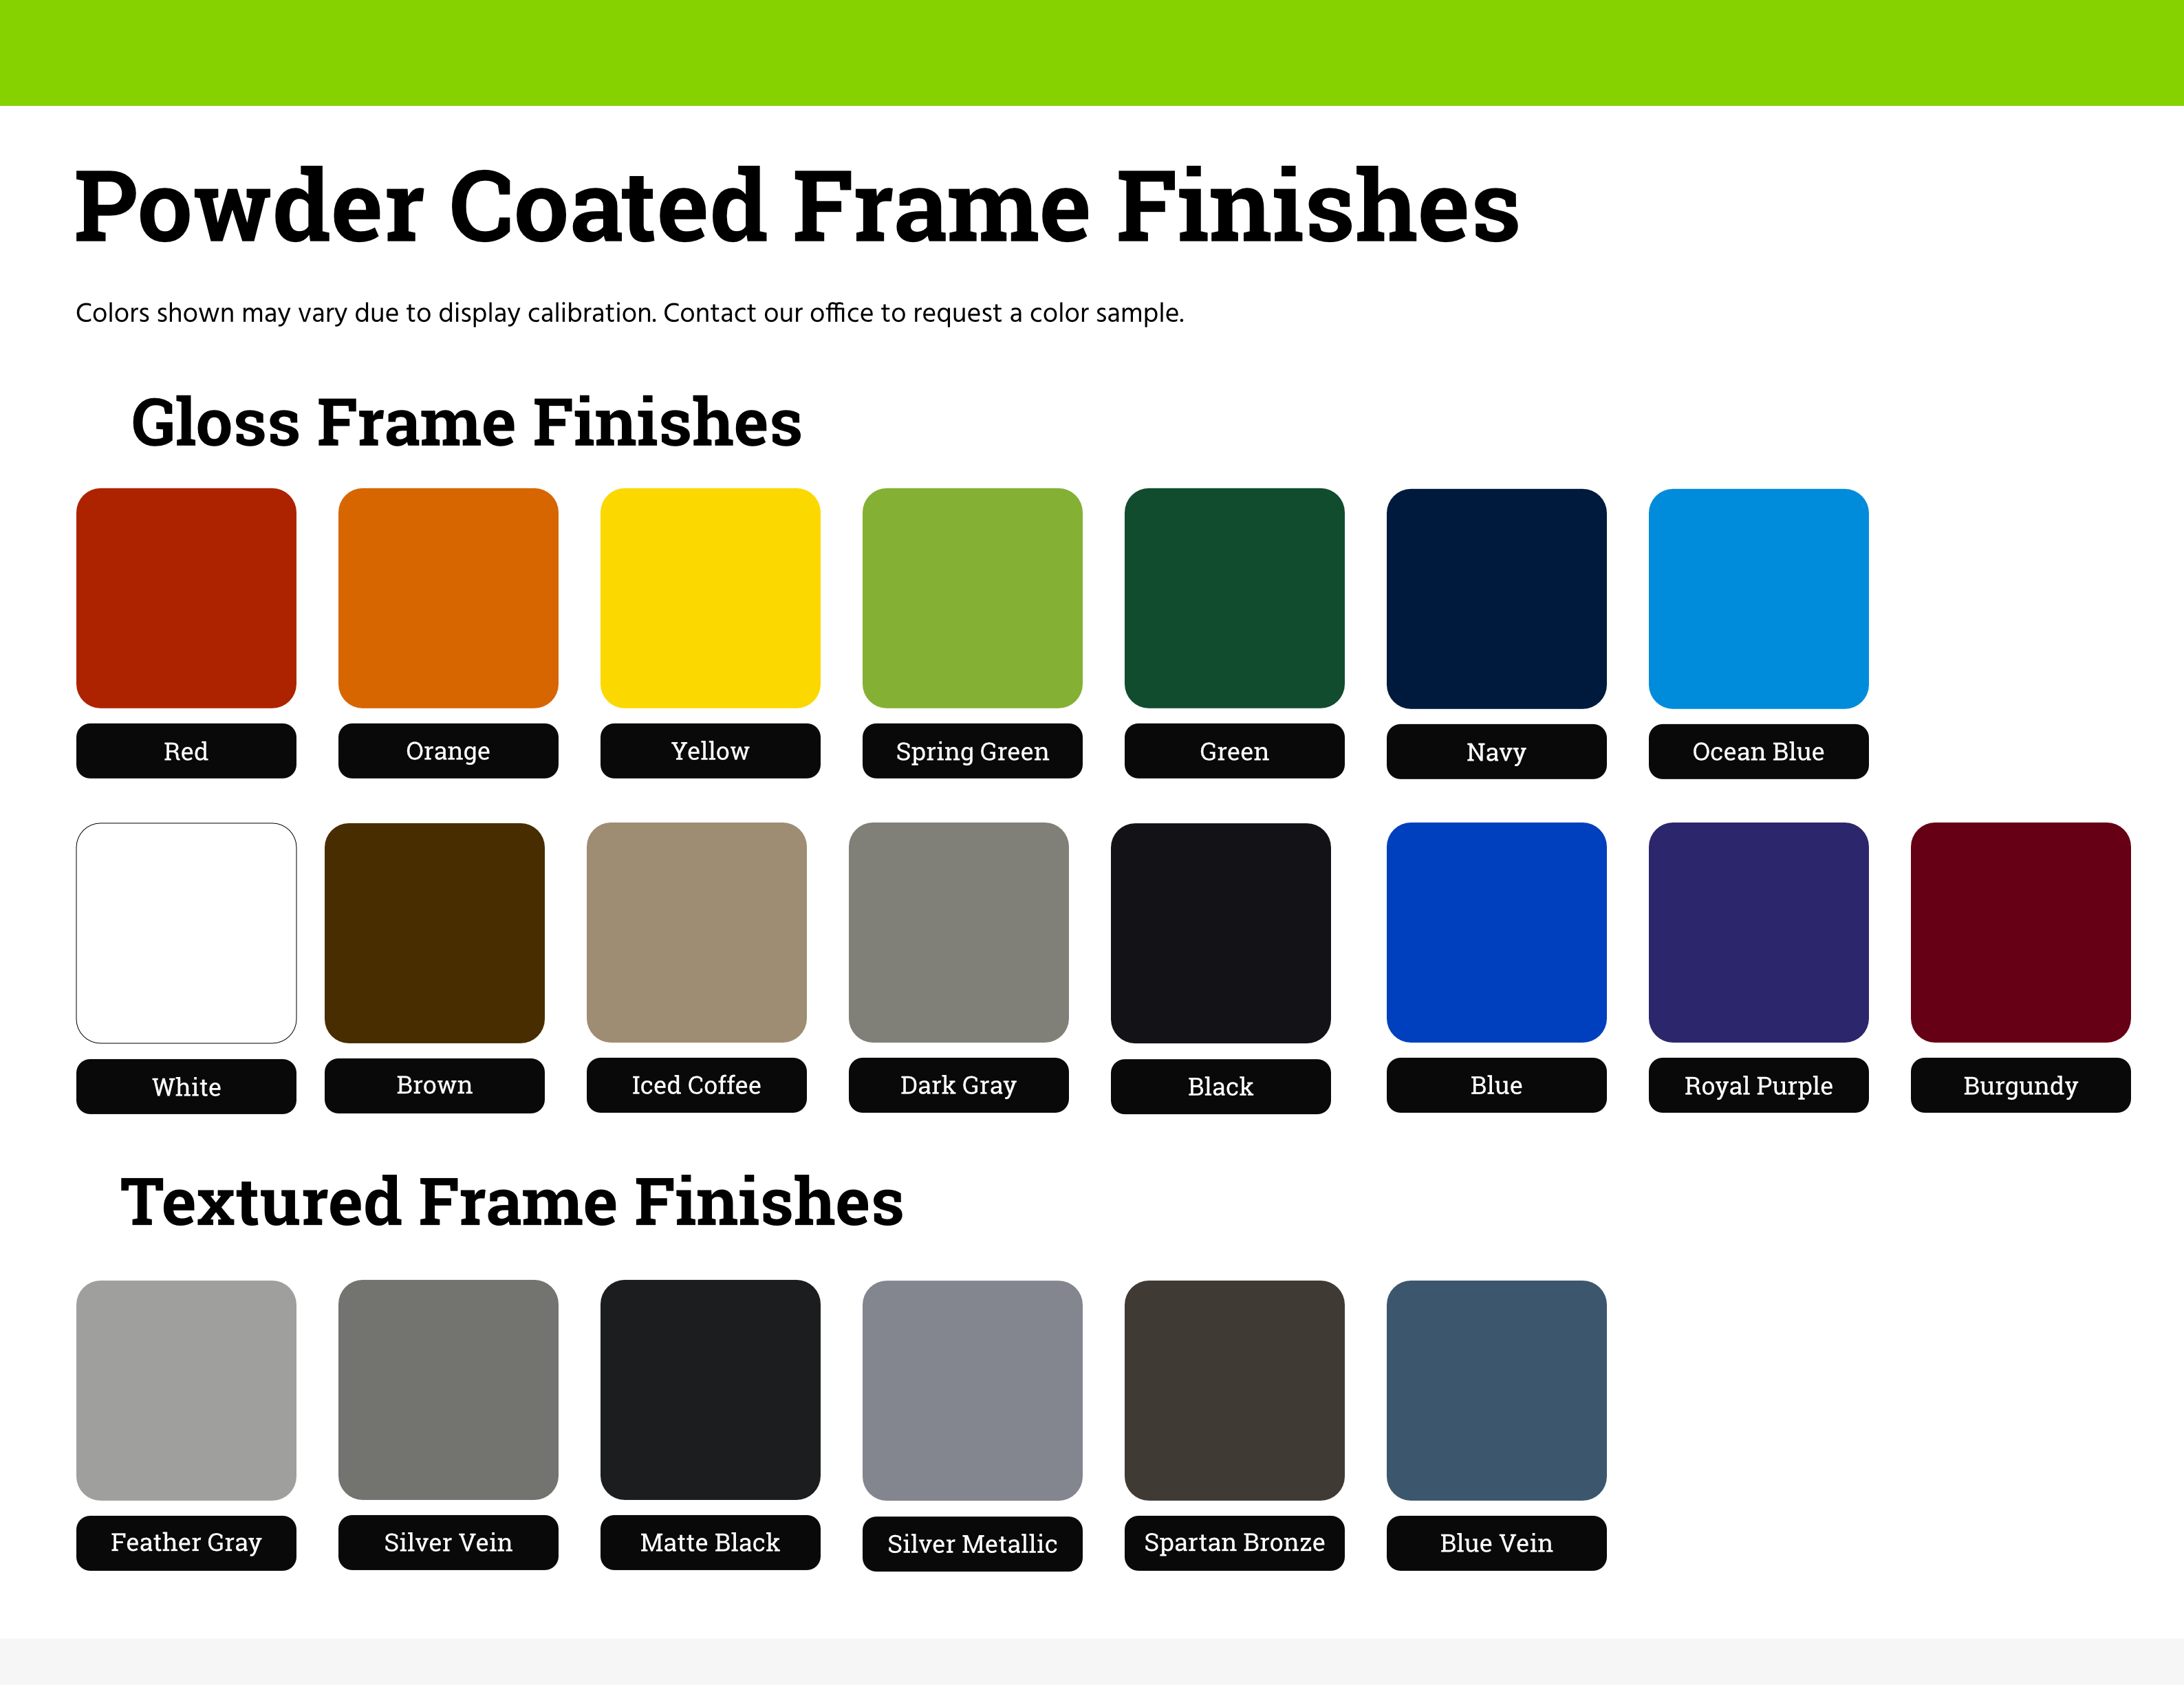 Powder Coated Frame Finishes
Colors shown may vary due to display calibration. Contact our office to request a color sample.
Gloss Frame Finishes
Red
Orange
Yellow
Spring Green
Green
Navy
Ocean Blue
White
Brown
Iced Coffee
Dark Gray
Black
Blue
Royal Purple
Burgundy
Textured Frame Finishes
Feather Gray
Silver Vein
Matte Black
Silver Metallic
Spartan Bronze
Blue Vein